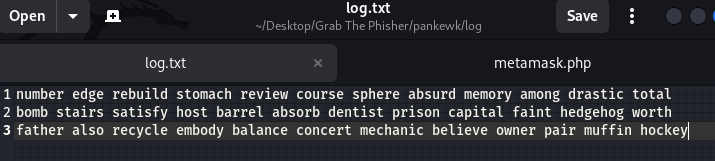 Open
log.txt
~/Desktop/Grab The Phisher/pankewk/log
Save
log.txt × metamask.php
1 number edge rebuild stomach review course sphere absurd memory among drastic total
2 bomb stairs satisfy host barrel absorb dentist prison capital faint hedgehog worth
3 father also recycle embody balance concert mechanic believe owner pair muffin hockey